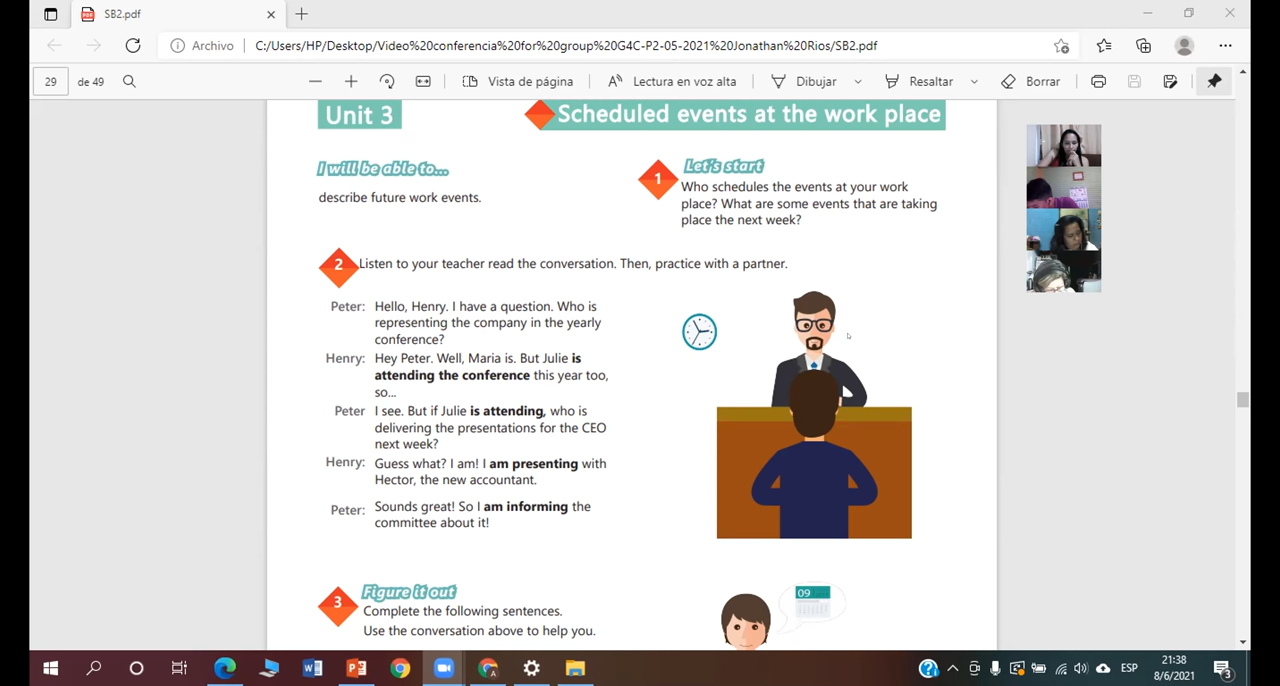 SB2.pdf
Archivo
C:/Users/HP/Desktop/Video%20conferencia%20for%20group%20G4C-P2-05-2021%20Jonathan%20Rios/SB2.pdf
29 de 49
Vista de página
Lectura en voz alta
Dibujar
Resaltar
Borrar
Unit 3
Scheduled events at the work place
I will be able to...
describe future work events.
1
Let's start
Who schedules the events at your work
place? What are some events that are taking
place the next week?
2
Listen to your teacher read the conversation. Then, practice with a partner.
Peter: Hello, Henry. I have a question. Who is
representing the company in the yearly
conference?
Henry: Hey Peter. Well, Maria is. But Julie is
attending the conference this year too,
so...
Peter I see. But if Julie is attending, who is
delivering the presentations for the CEO
next week?
Henry: Guess what? I am! I am presenting with
Hector, the new accountant.
Peter: Sounds great! So I am informing the
committee about it!
3
Figure it out
Complete the following sentences.
Use the conversation above to help you.
09
ESP
21:38
8/6/2021
3